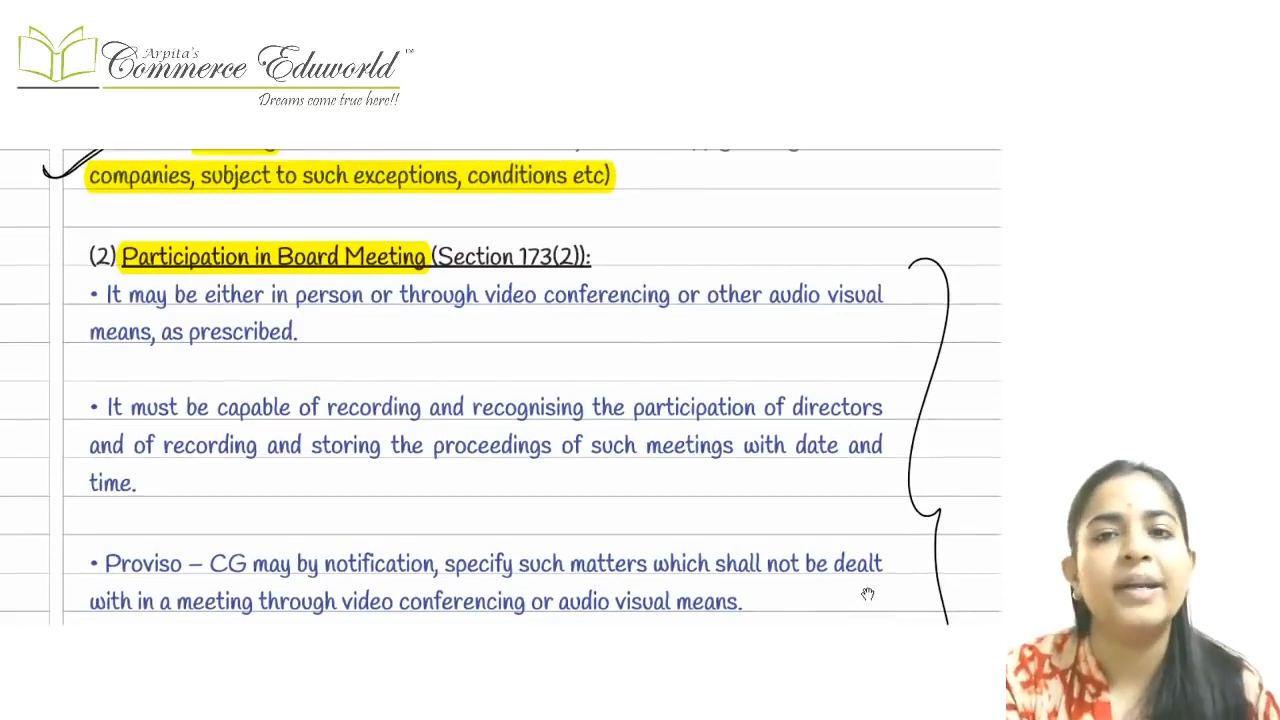 Arpita's
Commerce Eduworld™
Dreams come true here!!
companies, subject to such exceptions, conditions etc)
(2) Participation in Board Meeting (Section 173(2)):
• It may be either in person or through video conferencing or other audio visual
means, as prescribed.
• It must be capable of recording and recognising the participation of directors
and of recording and storing the proceedings of such meetings with date and
time.
• Proviso – CG may by notification, specify such matters which shall not be dealt
with in a meeting through video conferencing or audio visual means.